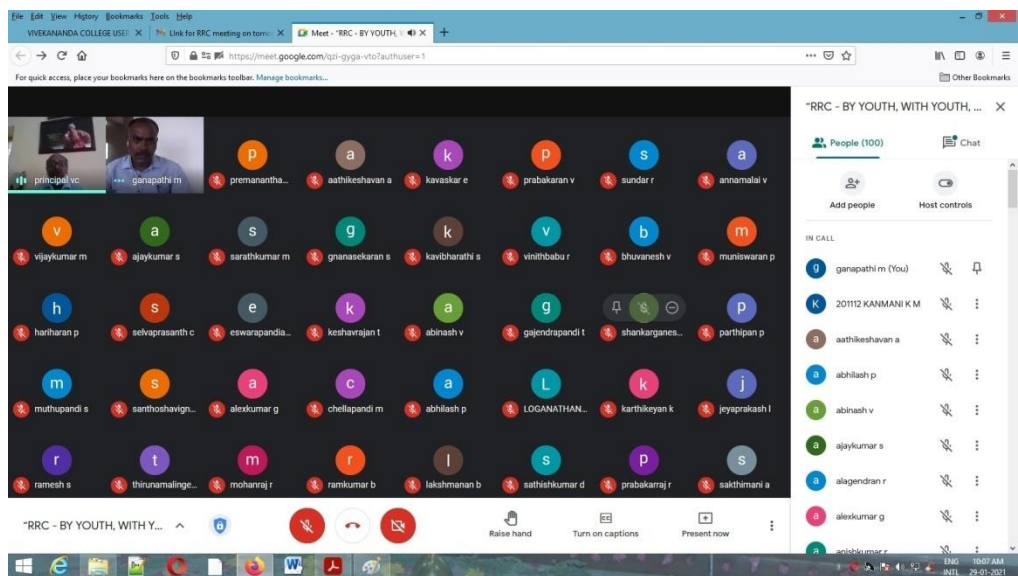 File Edit View History Bookmarks Tools Help
VIVEKANANDA COLLEGE USER
Link for RRC meeting on tomor
Meet - "RRC - BY YOUTH, V
https://meet.google.com/qzi-gyga-vto?authuser=1
For quick access, place your bookmarks here on the bookmarks toolbar. Manage bookmarks...
Other Bookmarks
principal vc
ganapathi m
p
premanantha...
a
aathikeshavan a
k
kavaskar e
p
prabakaran v
s
sundar r
a
annamalai v
v
vijaykumar m
a
ajaykumar s
s
sarathkumar m
g
gnanasekaran s
k
kavibharathi s
v
vinithbabu r
b
bhuvanesh v
m
muniswaran p
h
hariharan p
s
selvaprasanth c
e
eswarapandia...
k
keshavrajan t
a
abinash v
g
gajendrapandi t
shankarganes...
p
parthipan p
m
muthupandi s
s
santhoshavign...
a
alexkumar g
c
chellapandi m
a
abhilash p
L
LOGANATHAN...
k
karthikeyan k
j
jeyaprakash l
r
ramesh s
t
thirunamalinge...
m
mohanraj r
r
ramkumar b
l
lakshmanan b
s
sathishkumar d
p
prabakarraj r
s
sakthimani a
"RRC - BY YOUTH, WITH YOUTH, ...
People (100)
Chat
Add people
Host controls
IN CALL
g
ganapathi m (You)
K
201112 KANMANI K M
a
aathikeshavan a
a
abhilash p
a
abinash v
a
ajaykumar s
a
alagendran r
a
alexkumar g
a
anishkumar r
"RRC - BY YOUTH, WITH Y...
Raise hand
CC
Turn on captions
Present now
ENG
INTL
10:07 AM
29-01-2021